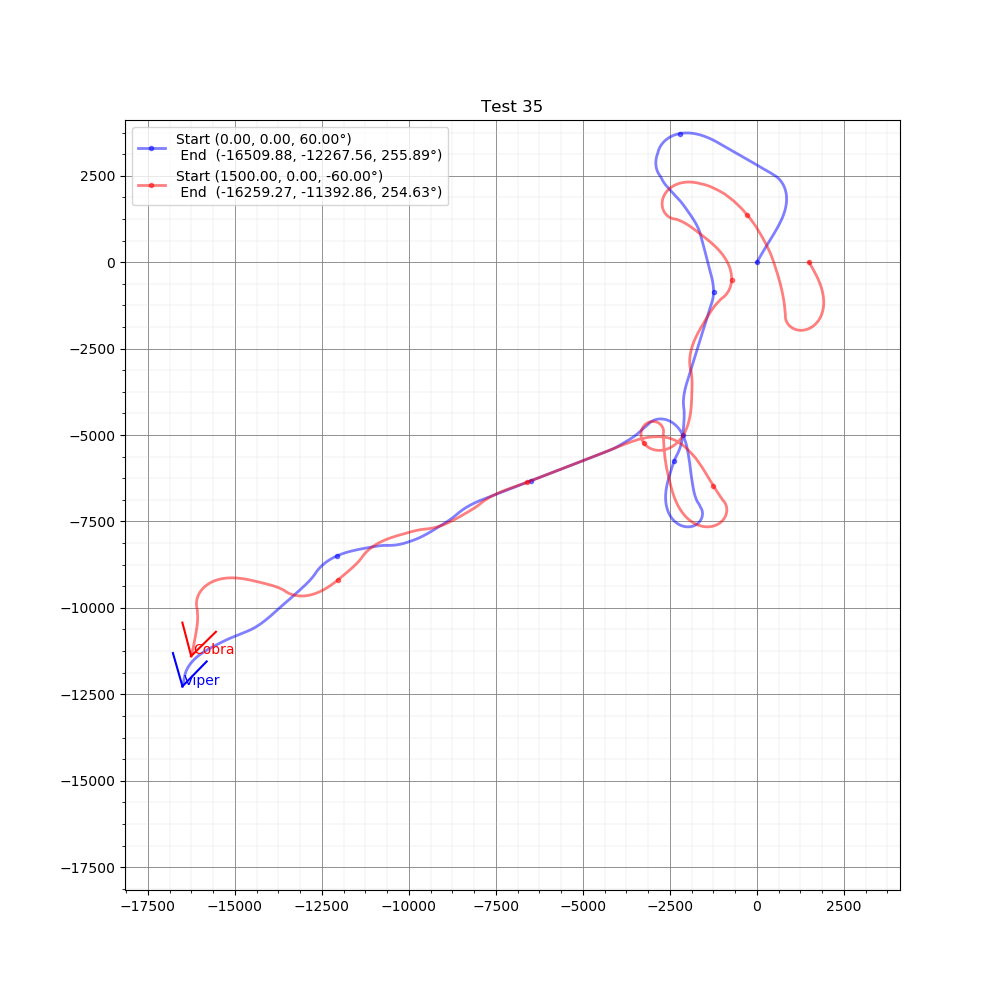 Test 35
Start (0.00, 0.00, 60.00°)
End (-16509.88, -12267.56, 255.89°)
Start (1500.00, 0.00, -60.00°)
End (-16259.27, -11392.86, 254.63°)
2500
0
−2500
−5000
−7500
−10000
−12500
−15000
−17500
Cobra
Viper
−17500 −15000 −12500 −10000 −7500 −5000 −2500 0 2500